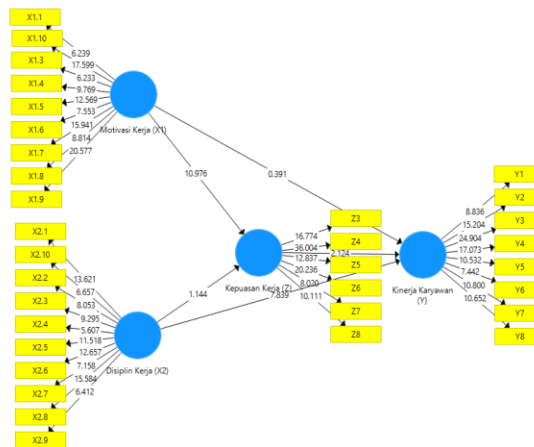 X1.1
X1.10
X1.3
X1.4
X1.5
X1.6
X1.7
X1.8
X1.9
6.239
17.599
6.233
9.769
12.569
7.553
15.941
8.814
20.577
Motivasi Kerja (X1)
10.976
0.391
X2.1
X2.10
X2.2
X2.3
X2.4
X2.5
X2.6
X2.7
X2.8
X2.9
13.621
6.657
8.053
9.295
5.607
11.518
12.657
7.158
15.584
6.412
Disiplin Kerja (X2)
1.144
7.839
Kepuasan Kerja (Z)
16.774
36.004
12.837
20.236
8.020
10.111
2.124
Z3
Z4
Z5
Z6
Z7
Z8
Kinerja Karyawan
(Y)
8.836
15.204
24.904
17.073
10.532
7.442
10.800
10.652
Y1
Y2
Y3
Y4
Y5
Y6
Y7
Y8